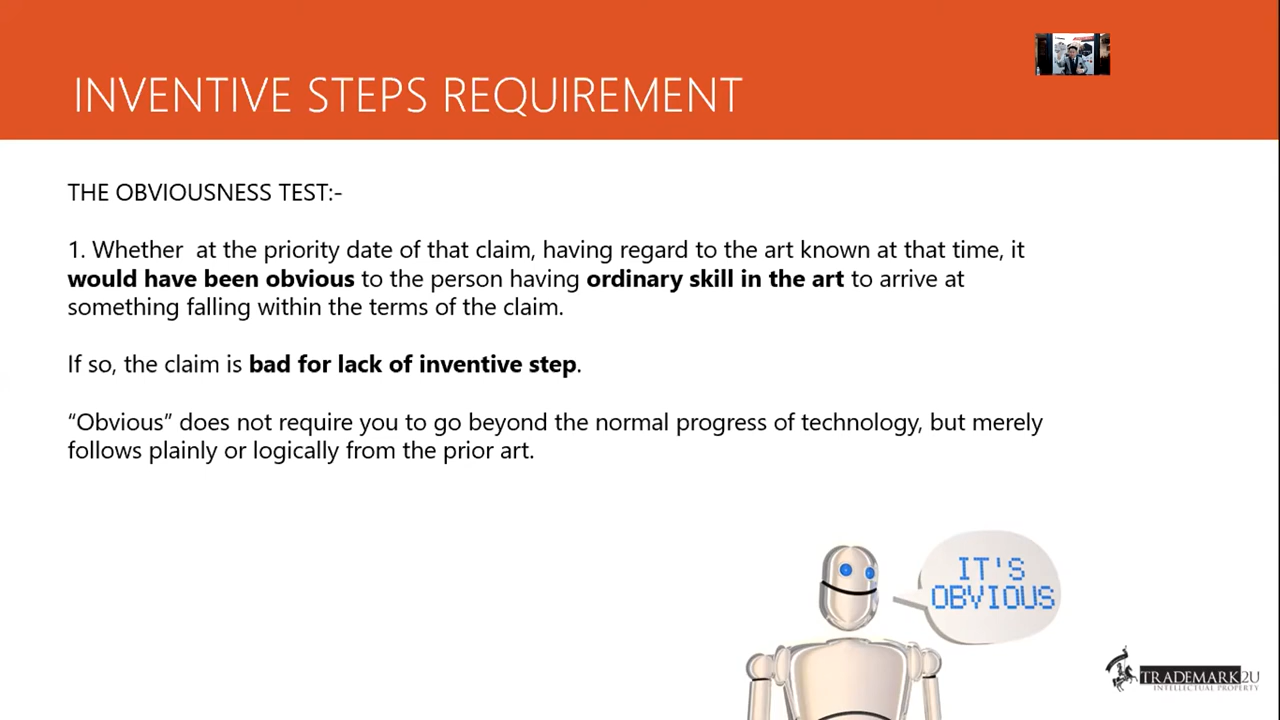 INVENTIVE STEPS REQUIREMENT
THE OBVIOUSNESS TEST:-
1. Whether  at the priority date of that claim, having regard to the art known at that time, it
would have been obvious to the person having ordinary skill in the art to arrive at
something falling within the terms of the claim.
If so, the claim is bad for lack of inventive step.
“Obvious” does not require you to go beyond the normal progress of technology, but merely
follows plainly or logically from the prior art.
IT'S
OBVIOUS
TRADEMARK2U
INTELLECTUAL PROPERTY